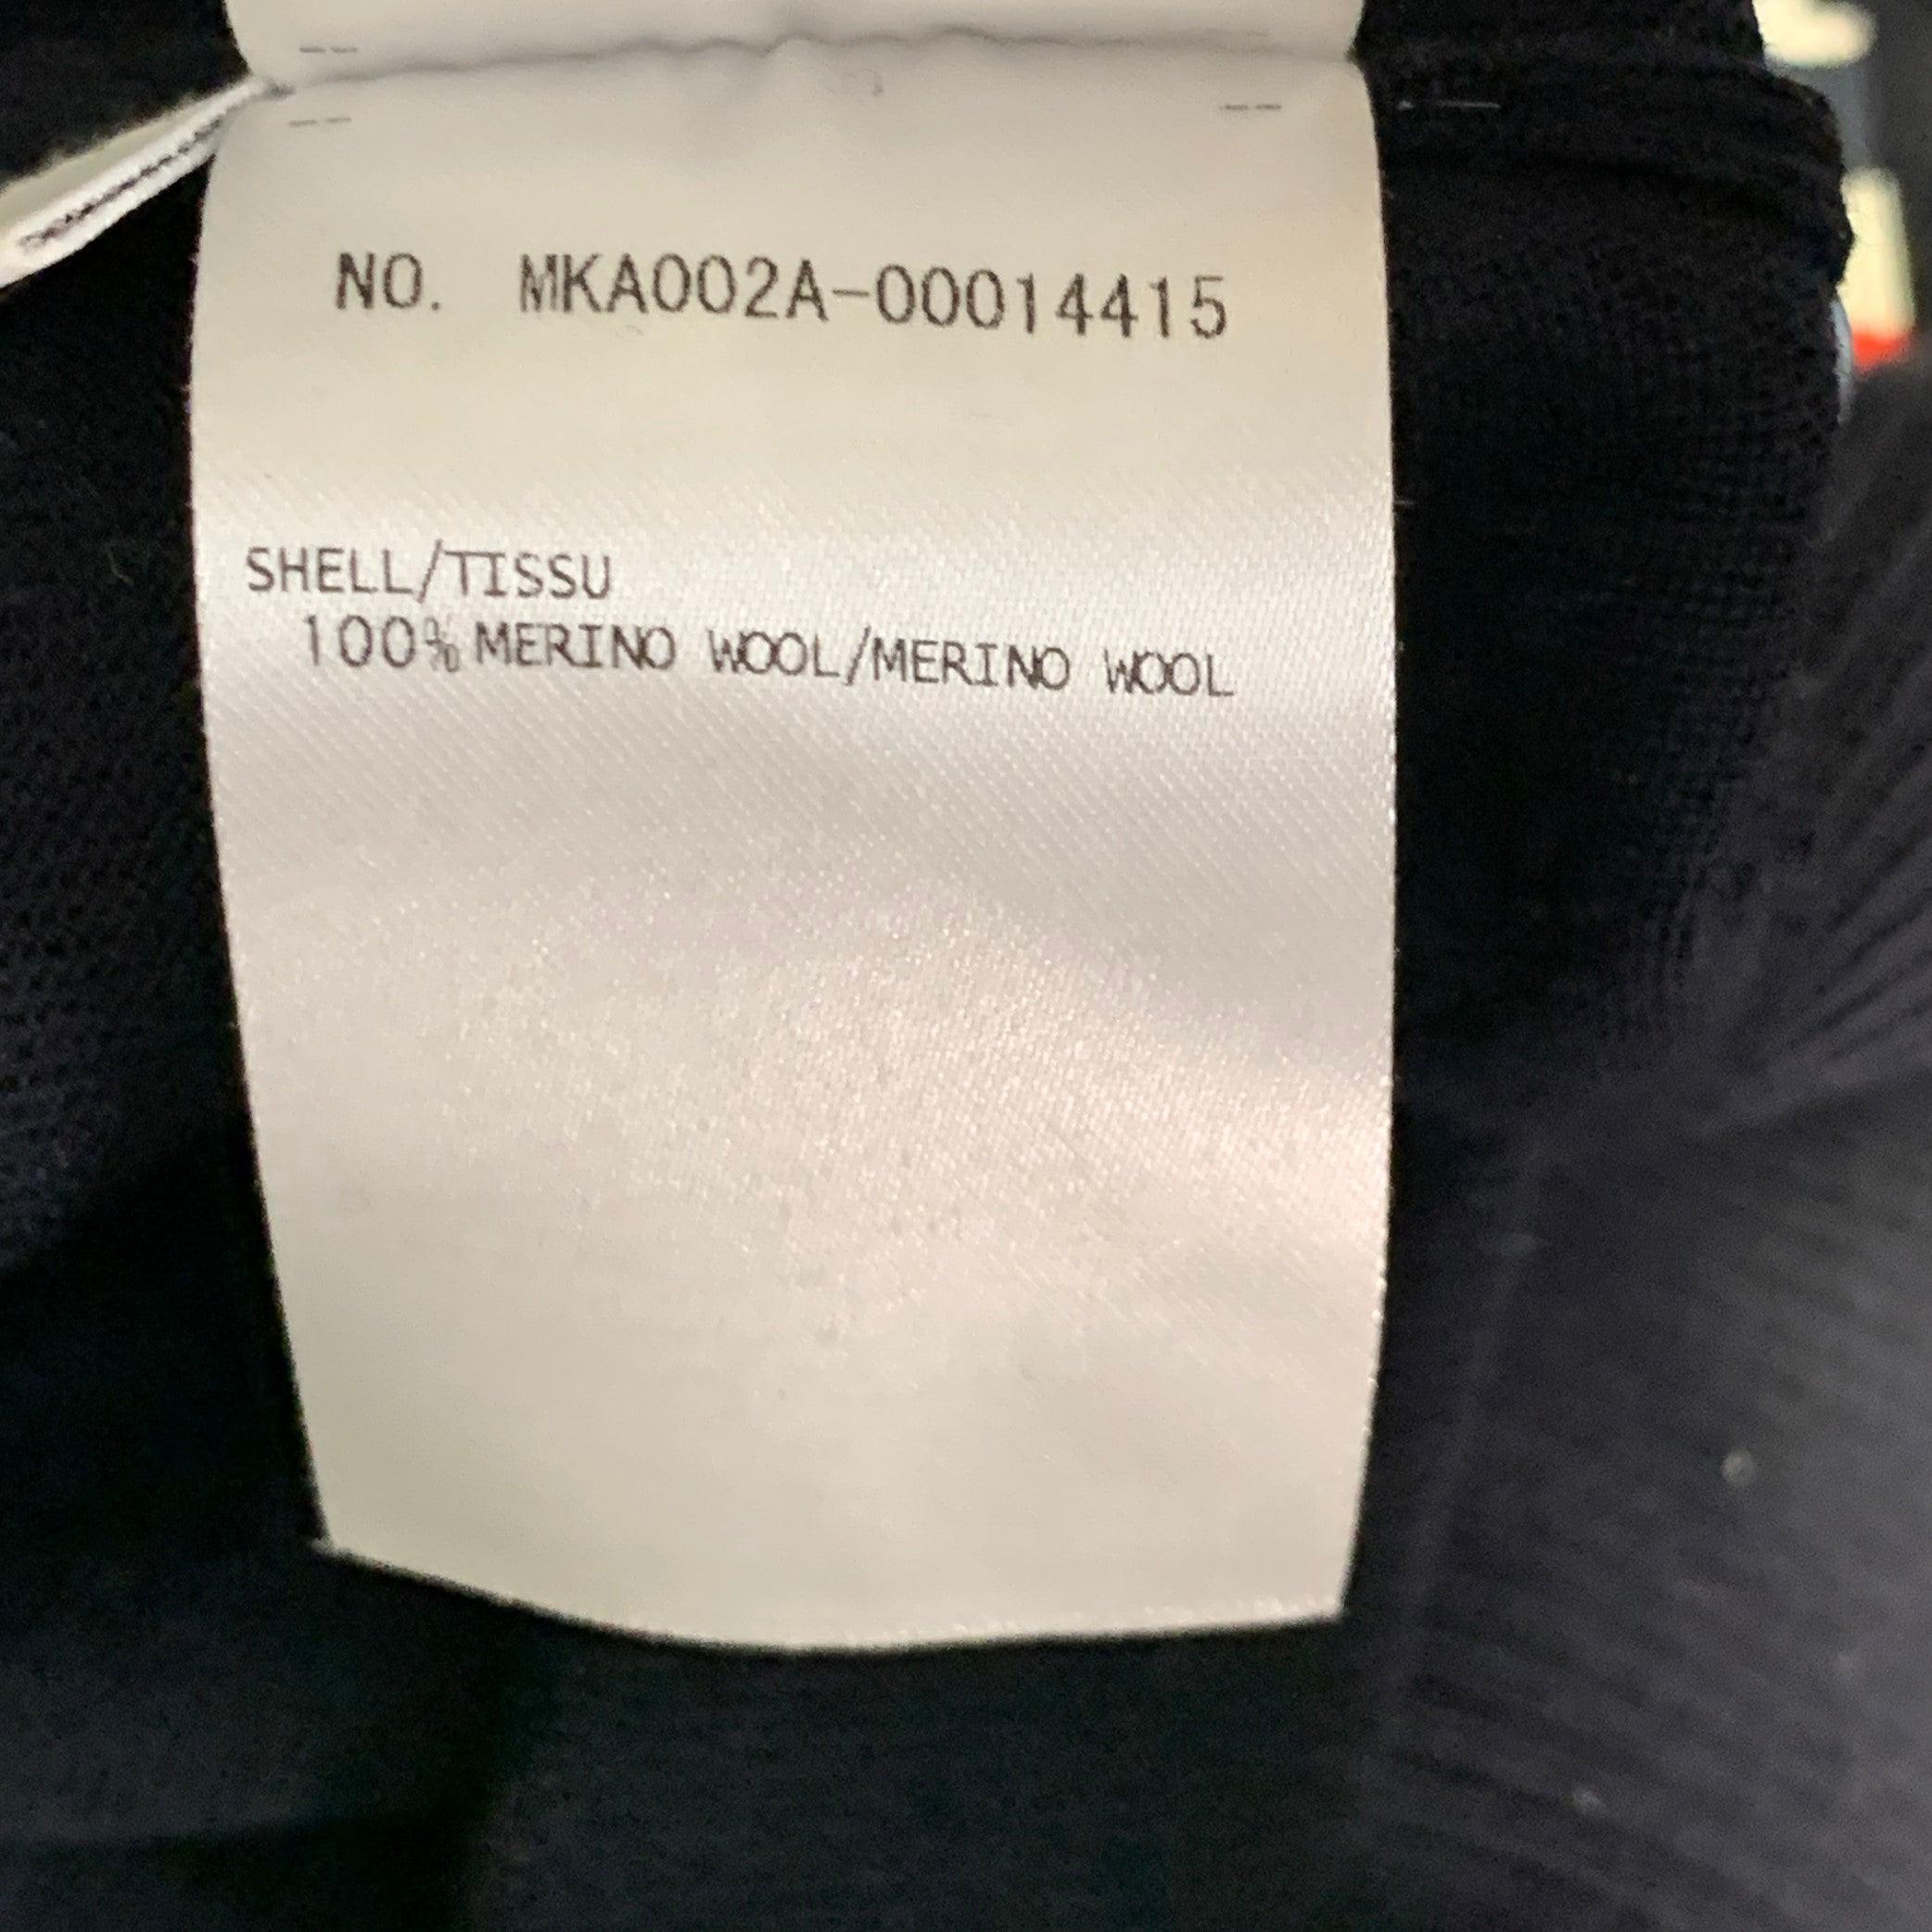 NO. MKA002A-00014415
SHELL/TISSU
100% MERINO WOOL/MERINO WOOL